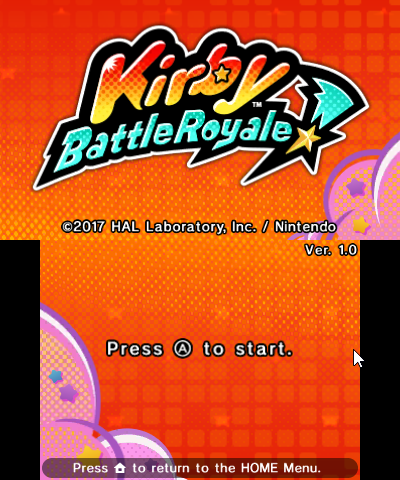 Kirby
Battle Royale ™
©2017 HAL Laboratory, Inc. / Nintendo
Ver. 1.0
Press Ⓐ to start.
Press to return to the HOME Menu.